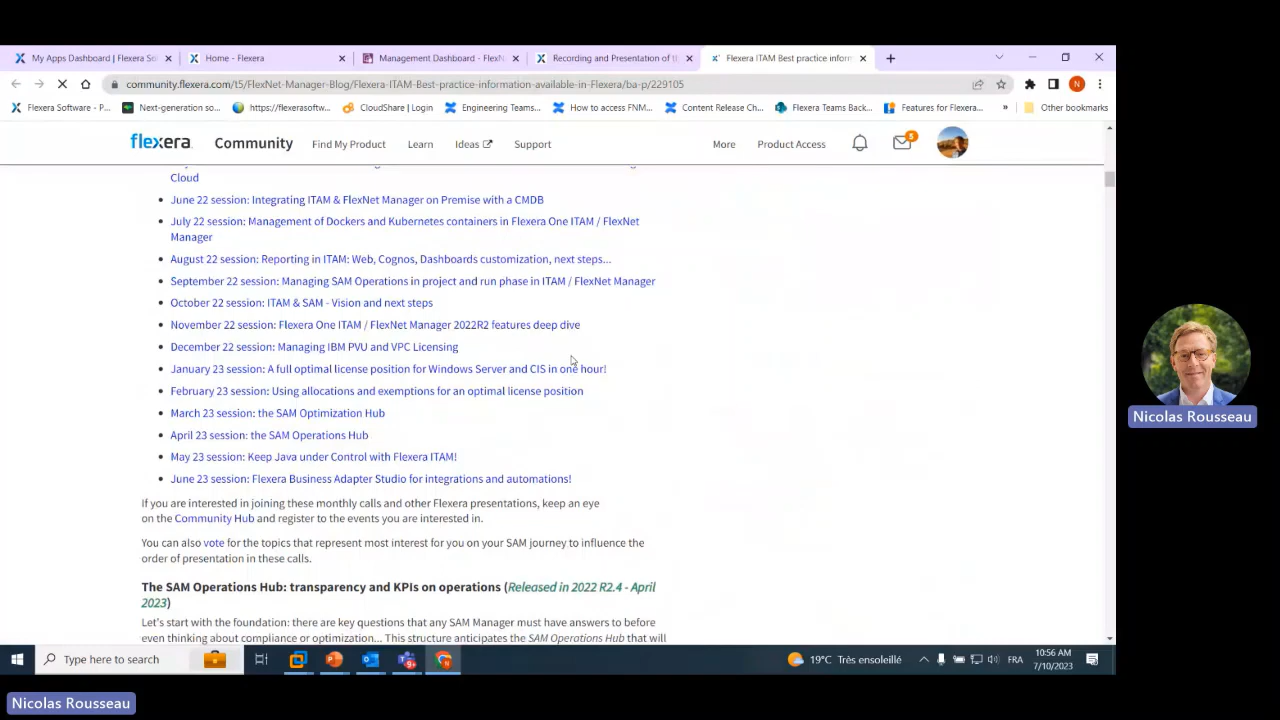 My Apps Dashboard | Flexera Sof
Home - Flexera
Management Dashboard - FlexN
Recording and Presentation of t
Flexera ITAM Best practice inform
community.flexera.com/t5/FlexNet-Manager-Blog/Flexera-ITAM-Best-practice-information-available-in-Flexera/ba-p/229105
N
Flexera Software - P...
Next-generation so...
https://flexerasoftw...
CloudShare | Login
Engineering Teams...
How to access FNM...
Content Release Ch...
Flexera Teams Back...
Features for Flexera...
»
Other bookmarks
flexera
Community
Find My Product
Learn
Ideas
Support
More
Product Access
5
Cloud
• June 22 session: Integrating ITAM & FlexNet Manager on Premise with a CMDB
• July 22 session: Management of Dockers and Kubernetes containers in Flexera One ITAM / FlexNet
Manager
• August 22 session: Reporting in ITAM: Web, Cognos, Dashboards customization, next steps...
• September 22 session: Managing SAM Operations in project and run phase in ITAM / FlexNet Manager
• October 22 session: ITAM & SAM - Vision and next steps
• November 22 session: Flexera One ITAM / FlexNet Manager 2022R2 features deep dive
• December 22 session: Managing IBM PVU and VPC Licensing
• January 23 session: A full optimal license position for Windows Server and CIS in one hour!
• February 23 session: Using allocations and exemptions for an optimal license position
• March 23 session: the SAM Optimization Hub
• April 23 session: the SAM Operations Hub
• May 23 session: Keep Java under Control with Flexera ITAM!
• June 23 session: Flexera Business Adapter Studio for integrations and automations!
If you are interested in joining these monthly calls and other Flexera presentations, keep an eye
on the Community Hub and register to the events you are interested in.
You can also vote for the topics that represent most interest for you on your SAM journey to influence the
order of presentation in these calls.
The SAM Operations Hub: transparency and KPIs on operations (Released in 2022 R2.4 - April
2023)
Let's start with the foundation: there are key questions that any SAM Manager must have answers to before
even thinking about compliance or optimization... This structure anticipates the SAM Operations Hub that will
Type here to search
19°C Très ensoleillé
FRA
10:56 AM
7/10/2023
Nicolas Rousseau
Nicolas Rousseau